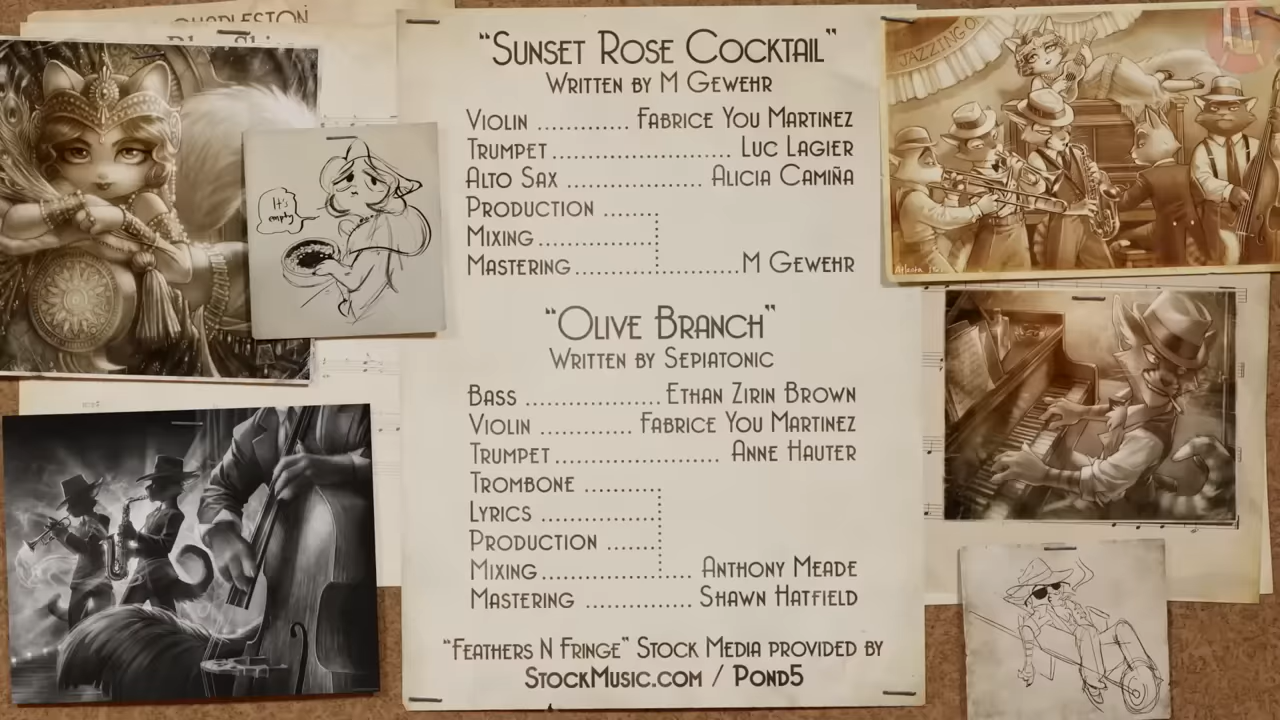 CHARLESTON
"SUNSET ROSE COCKTAIL"
WRITTEN BY M GEWEHR
VIOLIN ............ FABRICE YOU MARTINEZ
TRUMPET ....................... LUC LAGIER
ALTO SAX ................. ALICIA CAMIÑA
PRODUCTION ........
MIXING .................
MASTERING ........................ M GEWEHR
"OLIVE BRANCH"
WRITTEN BY SEPIATONIC
BASS ................. ETHAN ZIRIN BROWN
VIOLIN ............ FABRICE YOU MARTINEZ
TRUMPET ..................... ANNE HAUTER
TROMBONE ..........
LYRICS ...............
PRODUCTION ........
MIXING ..................... ANTHONY MEADE
MASTERING .............. SHAWN HATFIELD
"FEATHERS N FRINGE" STOCK MEDIA PROVIDED BY
STOCKMUSIC.COM / POND5
It's
empty
JAZZING O